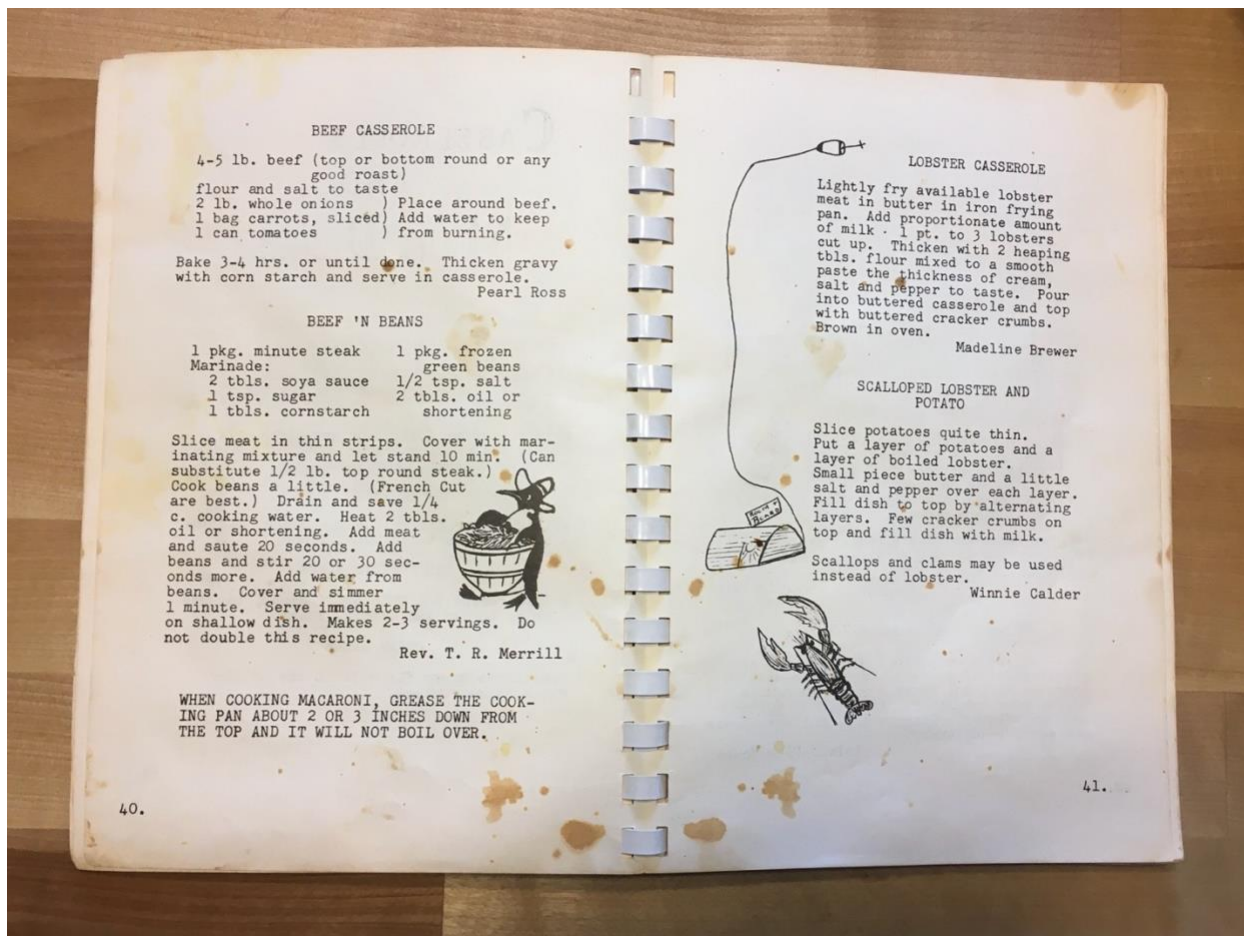 BEEF CASSEROLE
4-5 lb. beef (top or bottom round or any
good roast)
flour and salt to taste
2 lb. whole onions ) Place around beef.
1 bag carrots, sliced) Add water to keep
1 can tomatoes ) from burning.
Bake 3-4 hrs. or until done. Thicken gravy
with corn starch and serve in casserole.
Pearl Ross
BEEF 'N BEANS
1 pkg. minute steak 1 pkg. frozen
Marinade: green beans
2 tbls. soya sauce 1/2 tsp. salt
1 tsp. sugar 2 tbls. oil or
1 tbls. cornstarch shortening
Slice meat in thin strips. Cover with mar-
inating mixture and let stand 10 min. (Can
substitute 1/2 lb. top round steak.)
Cook beans a little. (French Cut
are best.) Drain and save 1/4
c. cooking water. Heat 2 tbls.
oil or shortening. Add meat
and saute 20 seconds. Add
beans and stir 20 or 30 sec-
onds more. Add water from
beans. Cover and simmer
1 minute. Serve immediately
on shallow dish. Makes 2-3 servings. Do
not double this recipe.
Rev. T. R. Merrill
WHEN COOKING MACARONI, GREASE THE COOK-
ING PAN ABOUT 2 OR 3 INCHES DOWN FROM
THE TOP AND IT WILL NOT BOIL OVER.
40.
LOBSTER CASSEROLE
Lightly fry available lobster
meat in butter in iron frying
pan. Add proportionate amount
of milk - 1 pt. to 3 lobsters
cut up. Thicken with 2 heaping
tbls. flour mixed to a smooth
paste the thickness of cream,
salt and pepper to taste. Pour
into buttered casserole and top
with buttered cracker crumbs.
Brown in oven.
Madeline Brewer
SCALLOPED LOBSTER AND
POTATO
Slice potatoes quite thin.
Put a layer of potatoes and a
layer of boiled lobster.
Small piece butter and a little
salt and pepper over each layer.
Fill dish to top by alternating
layers. Few cracker crumbs on
top and fill dish with milk.
Scallops and clams may be used
instead of lobster.
Winnie Calder
41.